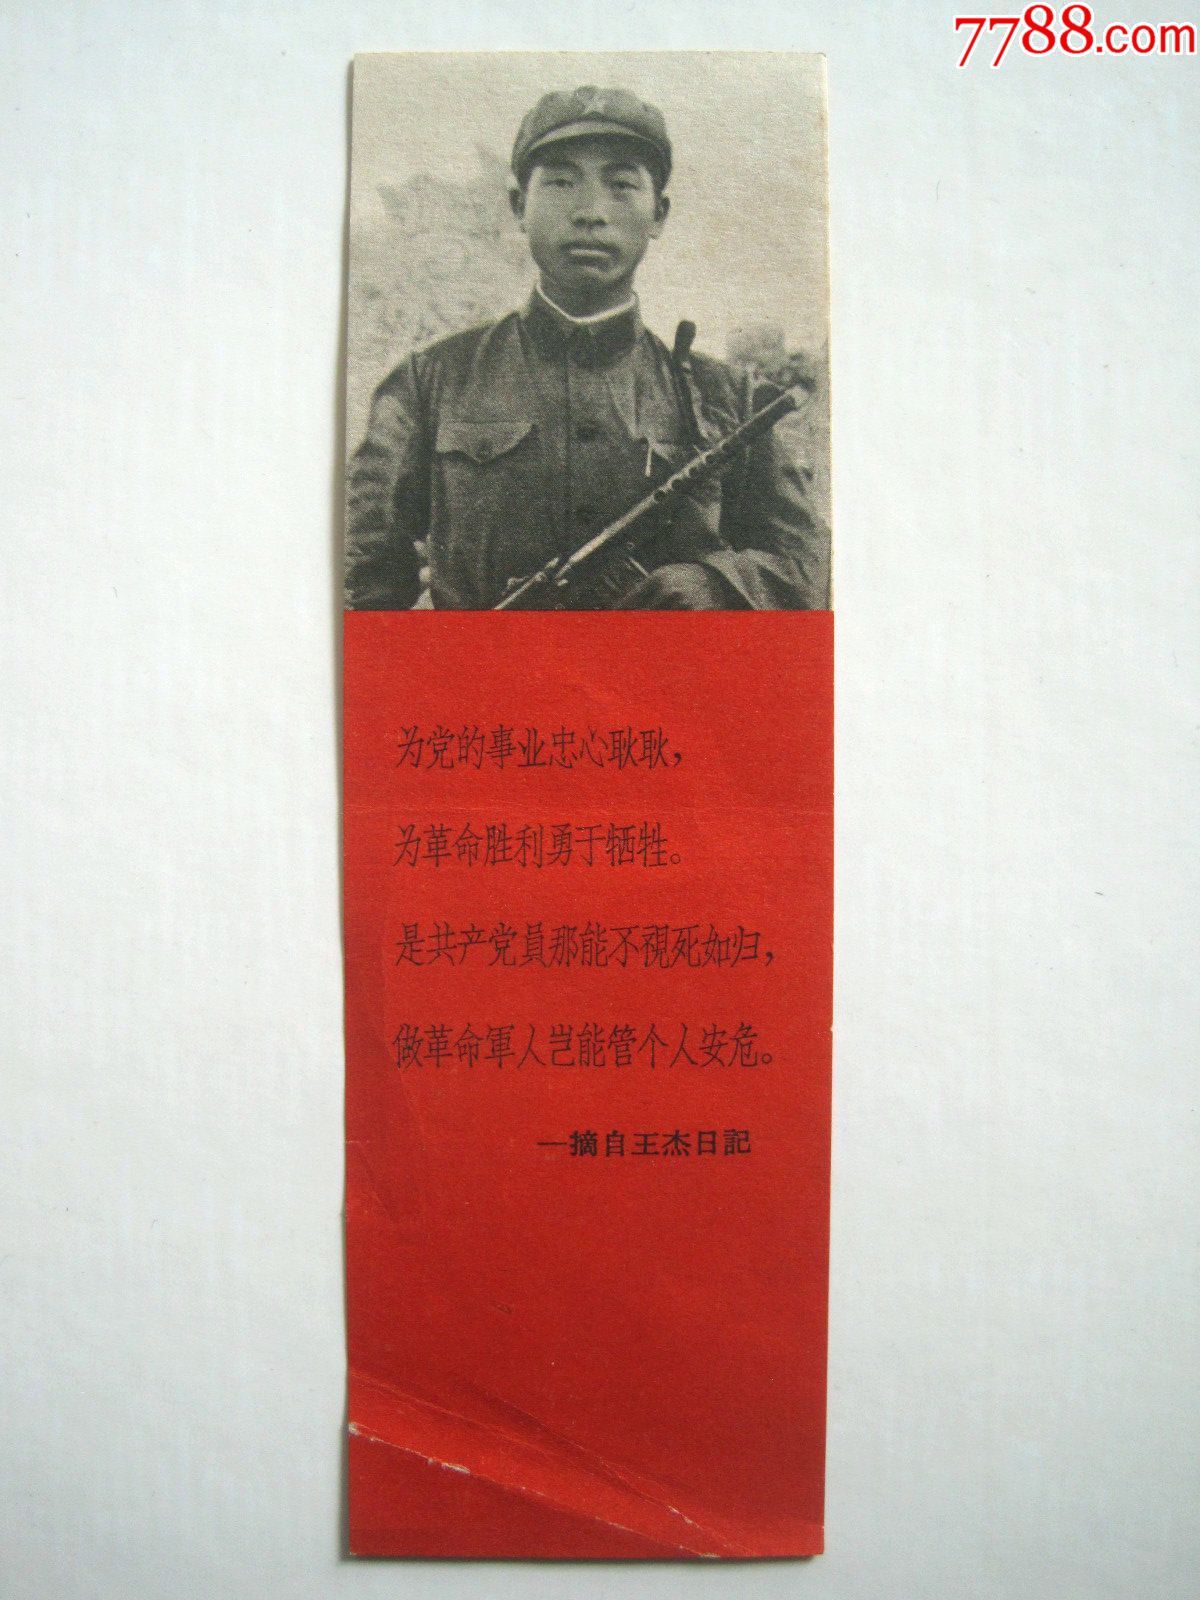 7788.com
为党的事业忠心耿耿，
为革命胜利勇于牺牲。
是共产党員那能不視死如归，
做革命軍人岂能管个人安危。
—摘自王杰日記